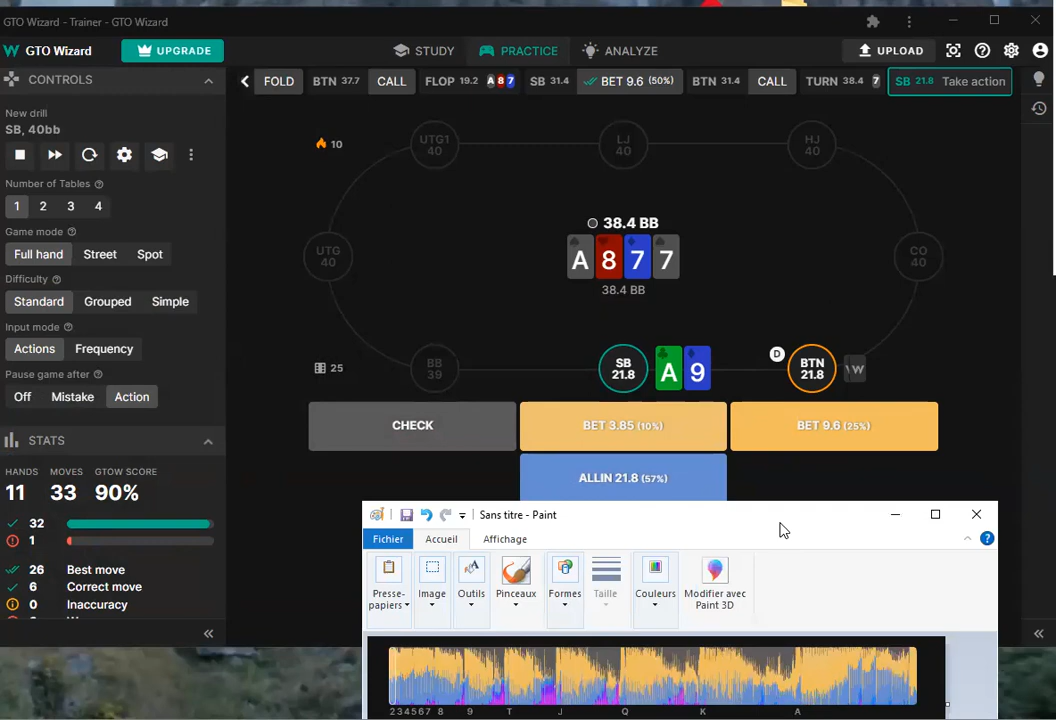 GTO Wizard - Trainer - GTO Wizard
GTO Wizard
UPGRADE
STUDY
PRACTICE
ANALYZE
UPLOAD
CONTROLS
FOLD
BTN 37.7
CALL
FLOP 19.2 A 8 7
SB 31.4
BET 9.6 (50%)
BTN 31.4
CALL
TURN 38.4 7
SB 21.8 Take action
New drill
SB, 40bb
Number of Tables
1 2 3 4
Game mode
Full hand Street Spot
Difficulty
Standard Grouped Simple
Input mode
Actions Frequency
Pause game after
Off Mistake Action
STATS
HANDS MOVES GTOW SCORE
11 33 90%
32
1
26 Best move
6 Correct move
0 Inaccuracy
10
UTG1
40
LJ
40
HJ
40
UTG
40
38.4 BB
A 8 7 7
38.4 BB
CO
40
25
BB
39
SB
21.8
A 9
D
BTN
21.8
W
CHECK
BET 3.85 (10%)
BET 9.6 (25%)
ALLIN 21.8 (57%)
Sans titre - Paint
Fichier Accueil Affichage
Presse-
papiers
Image
Outils
Pinceaux
Formes
Taille
Couleurs
Modifier avec
Paint 3D
234567 8 9 T J Q K A